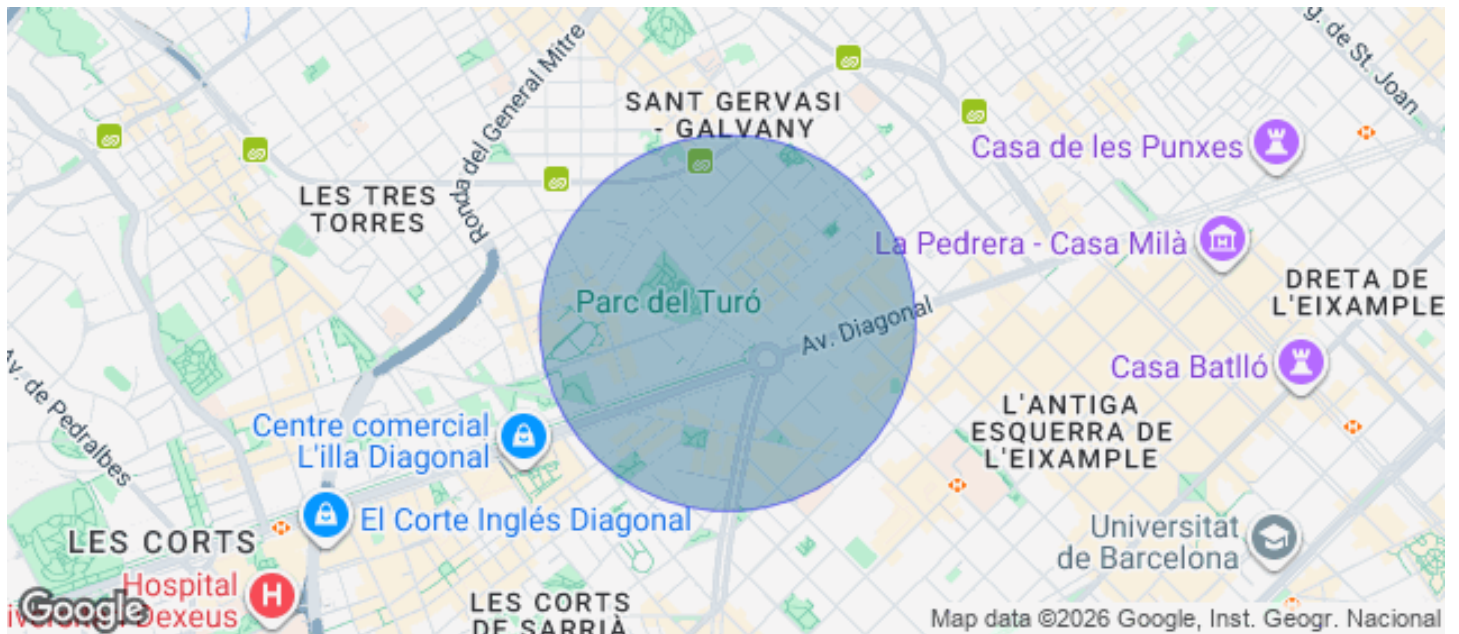 g. de St. Joan
Ronda del General Mitre
SANT GERVASI
- GALVANY
Casa de les Punxes
LES TRES
TORRES
La Pedrera - Casa Milà
DRETA DE
L'EIXAMPLE
Parc del Turó
Av. Diagonal
Casa Batlló
Av. de Pedralbes
L'ANTIGA
ESQUERRA DE
L'EIXAMPLE
Centre comercial
L'illa Diagonal
El Corte Inglés Diagonal
LES CORTS
Universitat
de Barcelona
Hospital
H
Dexeus
Google
LES CORTS
DE SARRIÀ
Map data ©2026 Google, Inst. Geogr. Nacional